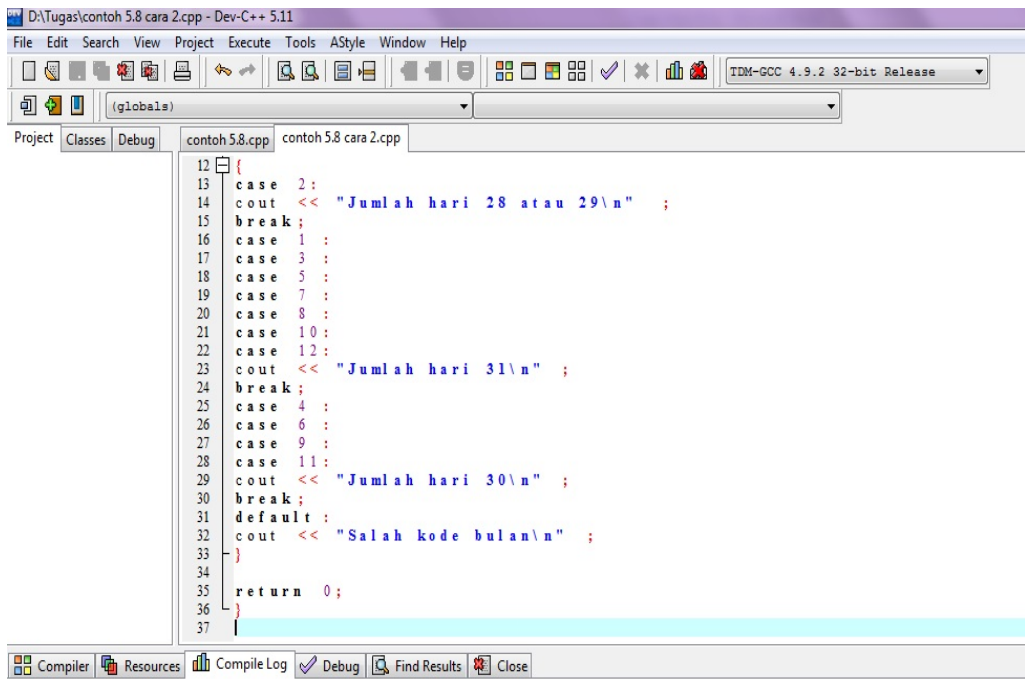 D:\Tugas\contoh 5.8 cara 2.cpp - Dev-C++ 5.11
File Edit Search View Project Execute Tools AStyle Window Help
TDM-GCC 4.9.2 32-bit Release
(globals)
Project Classes Debug contoh 5.8.cpp contoh 5.8 cara 2.cpp
12 {
13 case 2:
14 cout << "Jumlah hari 28 atau 29\n" ;
15 break;
16 case 1 :
17 case 3 :
18 case 5 :
19 case 7 :
20 case 8 :
21 case 10:
22 case 12:
23 cout << "Jumlah hari 31\n" ;
24 break;
25 case 4 :
26 case 6 :
27 case 9 :
28 case 11:
29 cout << "Jumlah hari 30\n" ;
30 break;
31 default :
32 cout << "Salah kode bulan\n" ;
33 }
34
35 return 0;
36 }
37
Compiler Resources Compile Log Debug Find Results Close